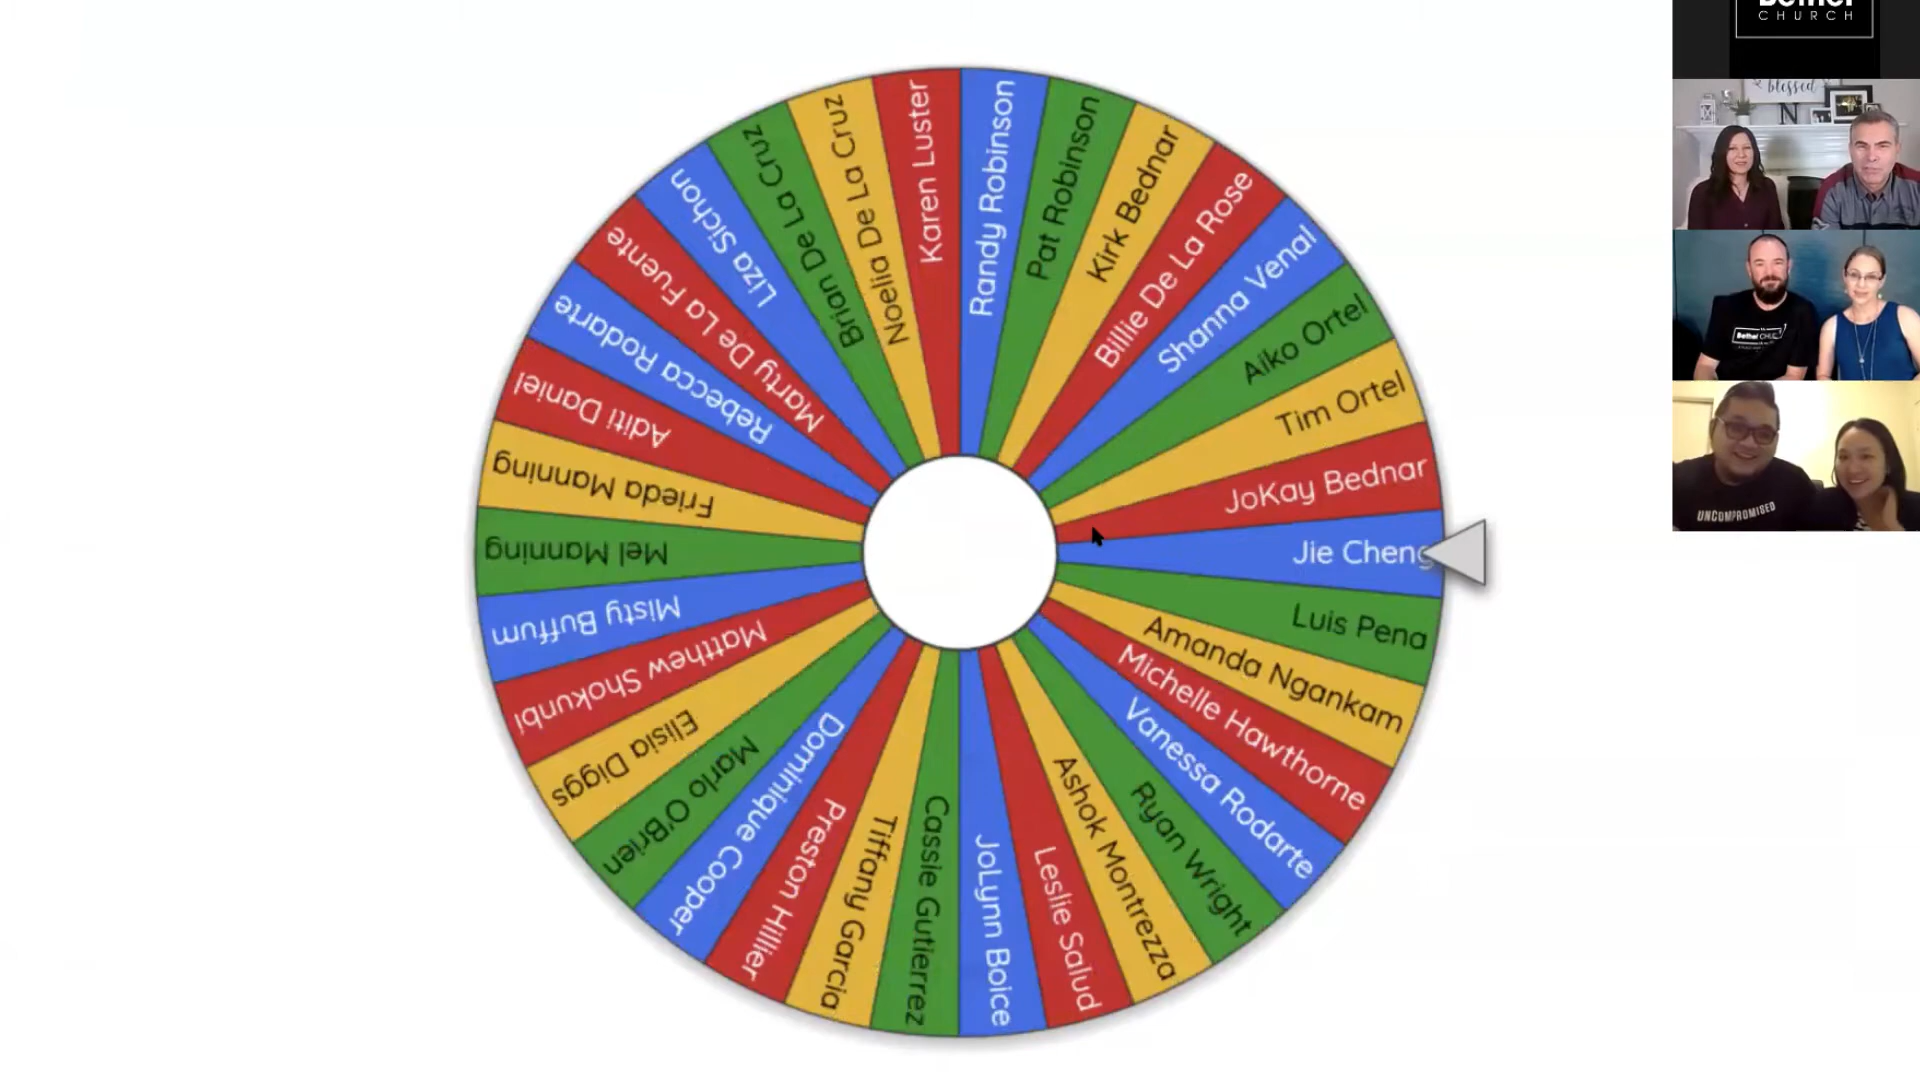 Karen Luster
Randy Robinson
Pat Robinson
Kirk Bednar
Billie De La Rose
Shanna Venal
Aiko Ortel
Tim Ortel
JoKay Bednar
Jie Cheng
Luis Pena
Amanda Ngankam
Michelle Hawthorne
Vanessa Rodarte
Ryan Wright
Ashok Montrezza
Leslie Salud
JoLynn Boice
Cassie Gutierrez
Tiffany Garcia
Preston Hillier
Dominique Cooper
Marlo O'Brien
Elisia Diggs
Matthew Shokunbi
Misty Buffum
Mel Manning
Frieda Manning
Aditi Daniel
Rebecca Rodarte
Marty De La Fuente
Liza Sichon
Brian De La Cruz
Noelia De La Cruz
Bethel
CHURCH
blessed
N
Bethel CHURCH
UNCOMPROMISED